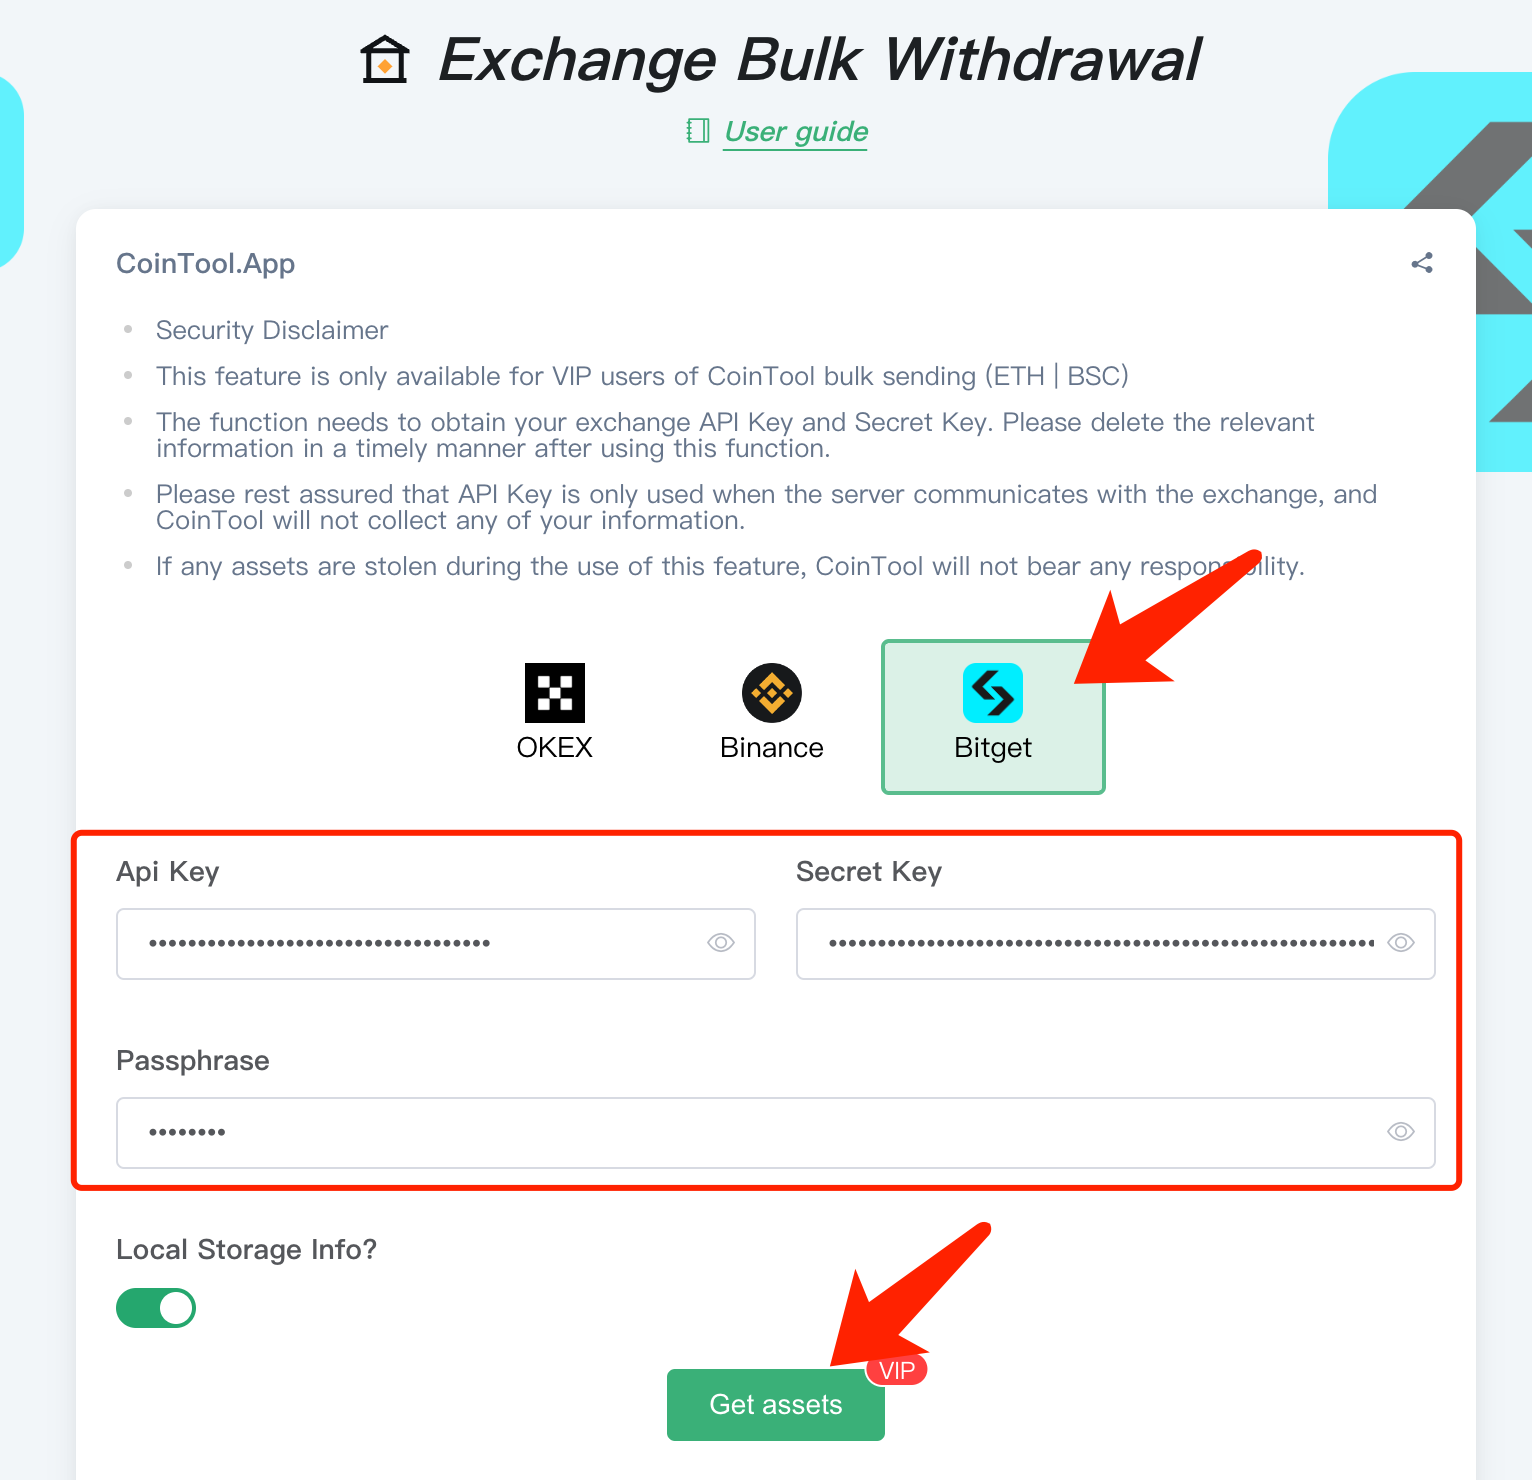 Exchange Bulk Withdrawal
User guide
CoinTool.App
Security Disclaimer
This feature is only available for VIP users of CoinTool bulk sending (ETH | BSC)
The function needs to obtain your exchange API Key and Secret Key. Please delete the relevant
information in a timely manner after using this function.
Please rest assured that API Key is only used when the server communicates with the exchange, and
CoinTool will not collect any of your information.
If any assets are stolen during the use of this feature, CoinTool will not bear any responsibility.
OKEX
Binance
Bitget
Api Key
Secret Key
Passphrase
Local Storage Info?
VIP
Get assets